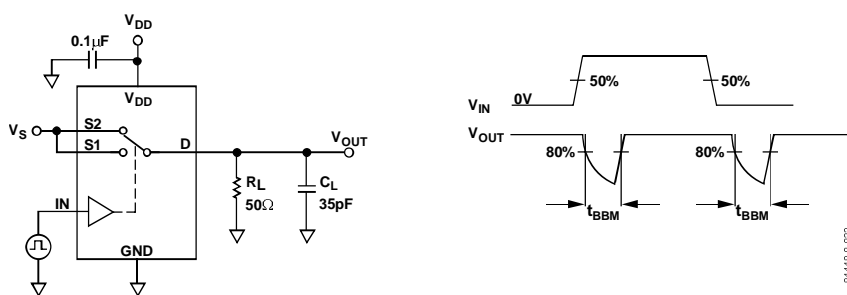 VDD
0.1μF
VDD
VS
S2
S1
D
VOUT
RL
50Ω
CL
35pF
IN
GND
VIN
0V
50%
50%
VOUT
80%
80%
tBBM
tBBM